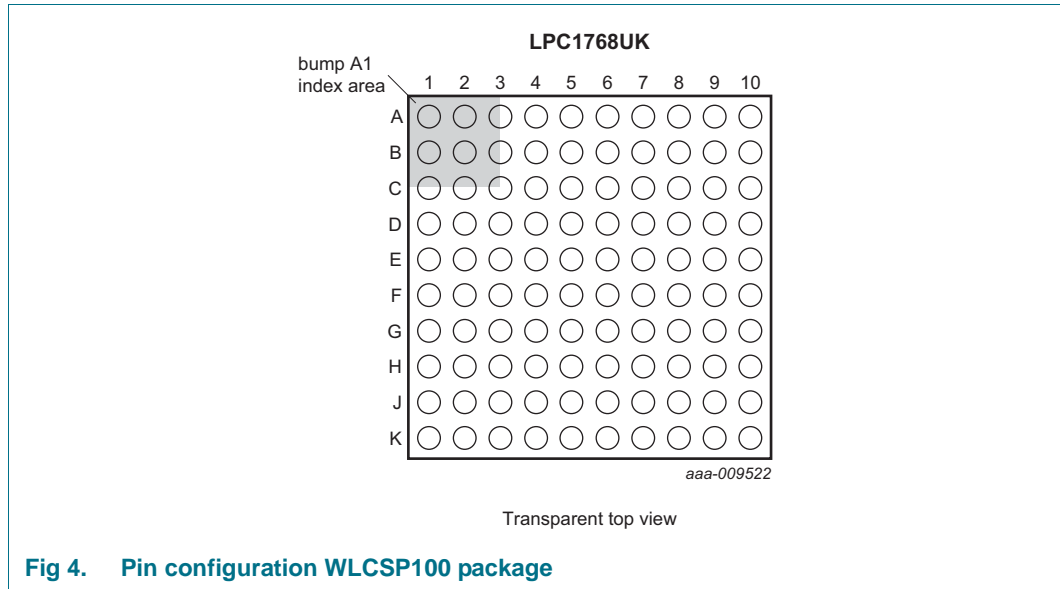 LPC1768UK
bump A1
index area
1 2 3 4 5 6 7 8 9 10
A
B
C
D
E
F
G
H
J
K
aaa-009522
Transparent top view
Fig 4. Pin configuration WLCSP100 package